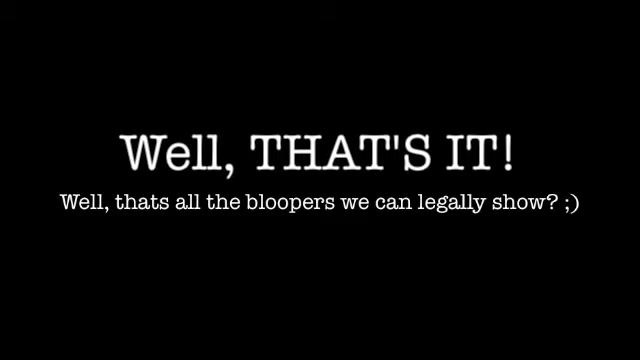 Well, THAT'S IT!
Well, thats all the bloopers we can legally show? ;)